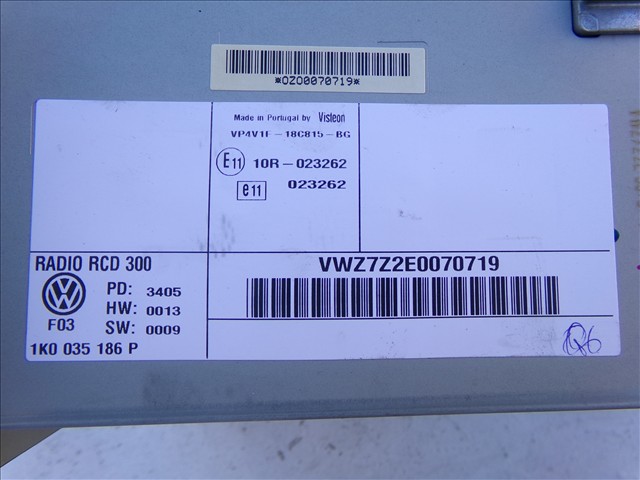 *OZO0070719*
Made in Portugal by Visteon
VP4V1F-18C815-BG
E11 10R-023262
e11 023262
RADIO RCD 300
VWZ7Z2E0070719
PD: 3405
HW: 0013
F03
SW: 0009
1K0 035 186 P